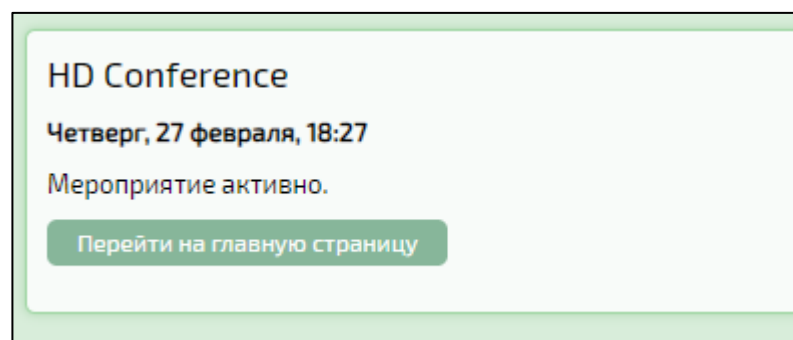 HD Conference
Четверг, 27 февраля, 18:27
Мероприятие активно.
Перейти на главную страницу